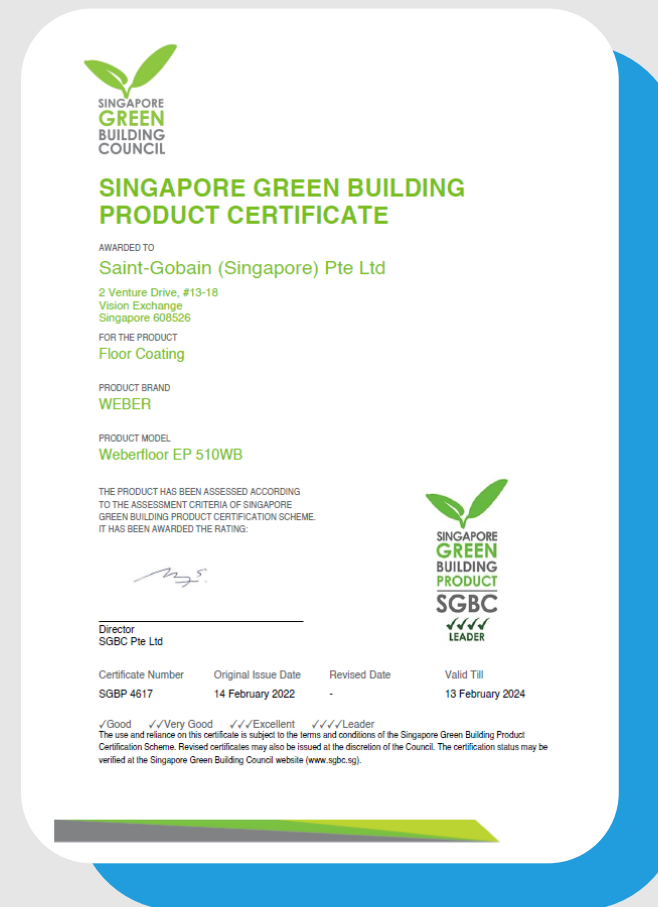 SINGAPORE
GREEN
BUILDING
COUNCIL
SINGAPORE GREEN BUILDING
PRODUCT CERTIFICATE
AWARDED TO
Saint-Gobain (Singapore) Pte Ltd
2 Venture Drive, #13-18
Vision Exchange
Singapore 608526
FOR THE PRODUCT
Floor Coating
PRODUCT BRAND
WEBER
PRODUCT MODEL
Weberfloor EP 510WB
THE PRODUCT HAS BEEN ASSESSED ACCORDING
TO THE ASSESSMENT CRITERIA OF SINGAPORE
GREEN BUILDING PRODUCT CERTIFICATION SCHEME.
IT HAS BEEN AWARDED THE RATING:
SINGAPORE
GREEN
BUILDING
PRODUCT
SGBC
✓✓✓✓
LEADER
Director
SGBC Pte Ltd
Certificate Number Original Issue Date Revised Date Valid Till
SGBP 4617 14 February 2022 - 13 February 2024
✓Good ✓✓Very Good ✓✓✓Excellent ✓✓✓✓Leader
The use and reliance on this certificate is subject to the terms and conditions of the Singapore Green Building Product
Certification Scheme. Revised certificates may also be issued at the discretion of the Council. The certification status may be
verified at the Singapore Green Building Council website (www.sgbc.sg).